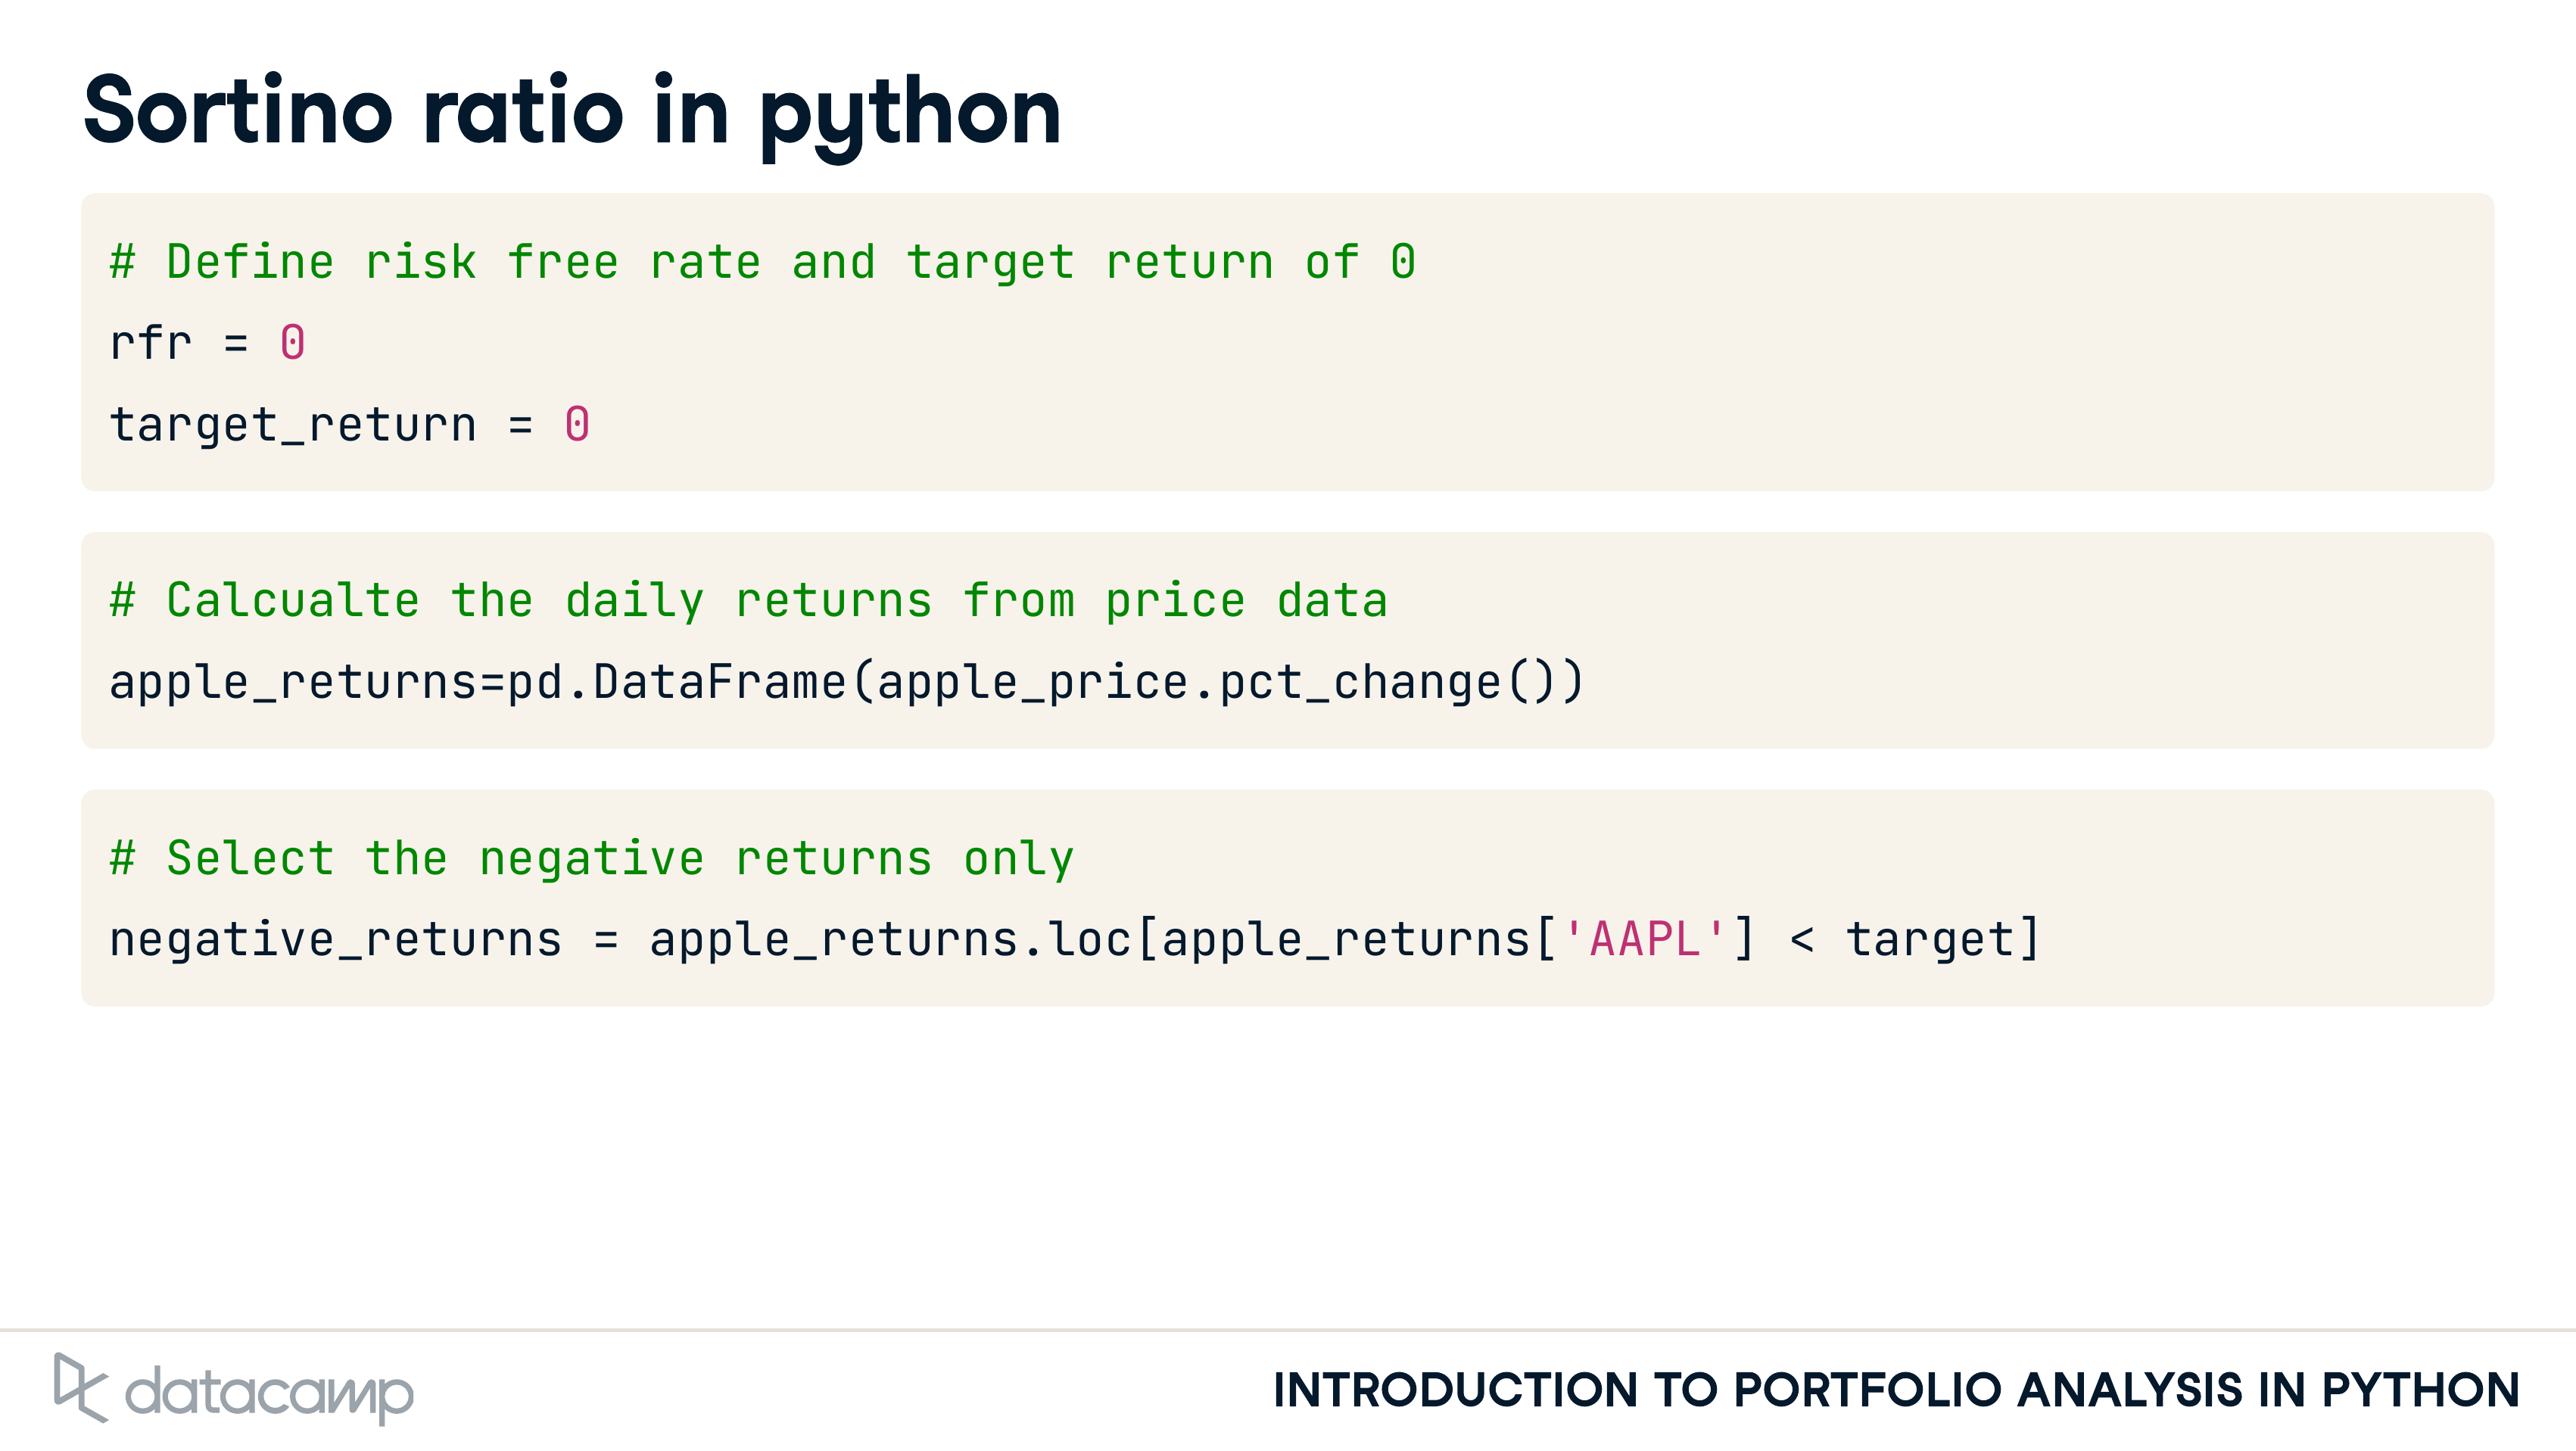 Sortino ratio in python
# Define risk free rate and target return of 0
rfr = 0
target_return = 0
# Calcualte the daily returns from price data
apple_returns=pd.DataFrame(apple_price.pct_change())
# Select the negative returns only
negative_returns = apple_returns.loc[apple_returns['AAPL'] < target]
datacamp
INTRODUCTION TO PORTFOLIO ANALYSIS IN PYTHON